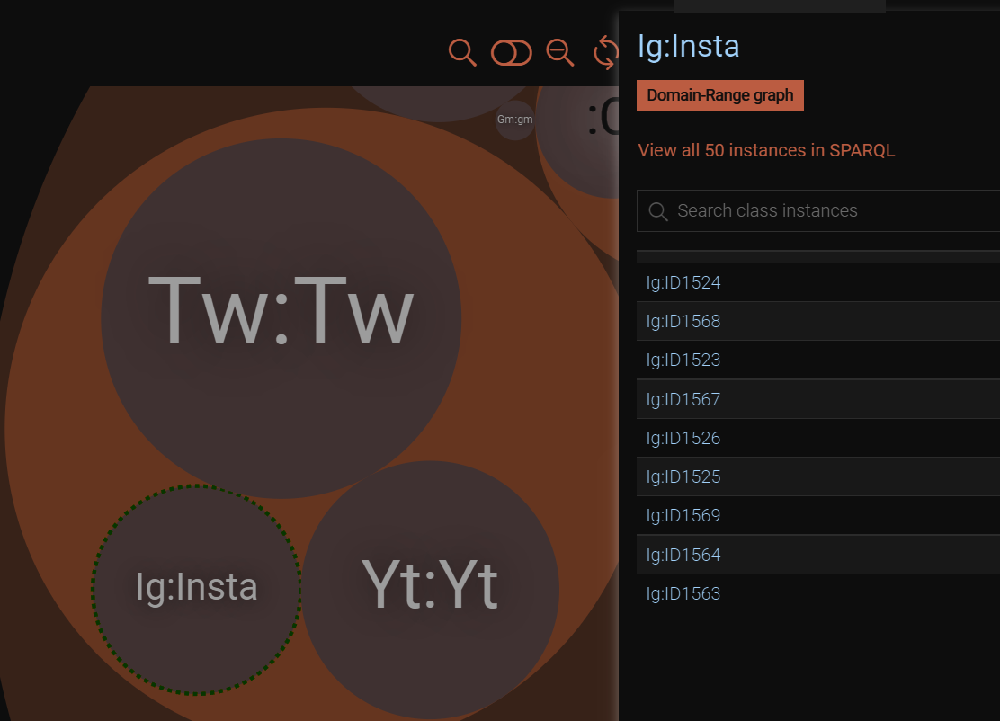 Ig:Insta
Domain-Range graph
View all 50 instances in SPARQL
Search class instances
Ig:ID1524
Ig:ID1568
Ig:ID1523
Ig:ID1567
Ig:ID1526
Ig:ID1525
Ig:ID1569
Ig:ID1564
Ig:ID1563
Gm:gm
Tw:Tw
Ig:Insta
Yt:Yt